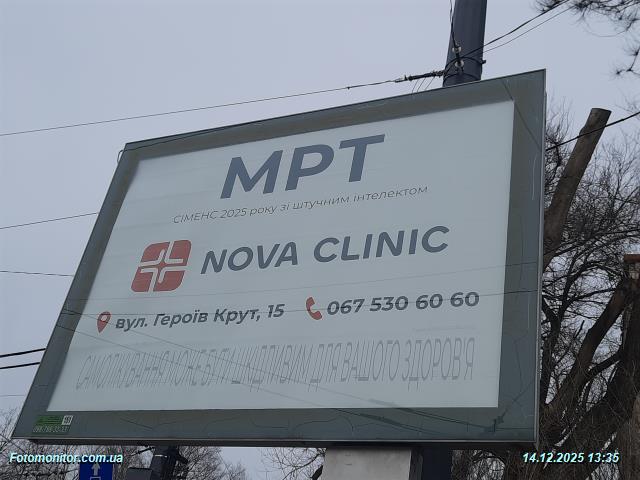 МРТ
СІМЕНС 2025 року зі штучним інтелектом
NOVA CLINIC
вул. Героїв Крут, 15 067 530 60 60
САМОЛІКУВАННЯ МОЖЕ БУТИ ШКІДЛИВИМ ДЛЯ ВАШОГО ЗДОРОВ'Я
Fotomonitor.com.ua 14.12.2025 13:35